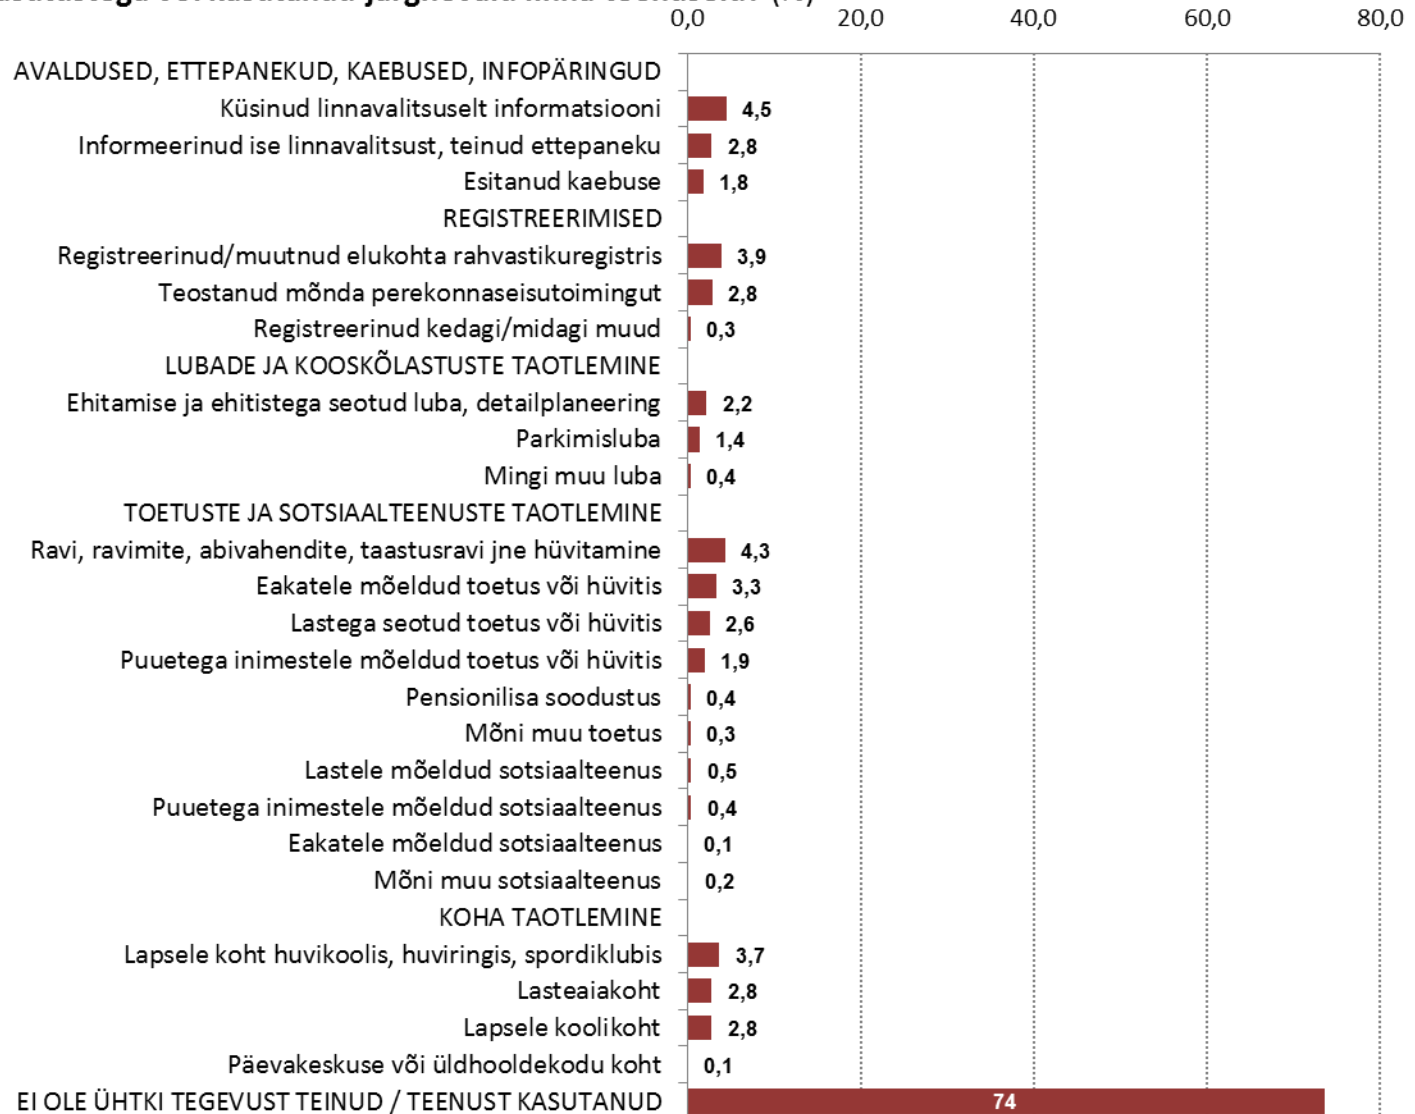 0,0 20,0 40,0 60,0 80,0
AVALDUSED, ETTEPANEKUD, KAEBUSED, INFOPÄRINGUD
Küsinud linnavalitsuselt informatsiooni 4,5
Informeerinud ise linnavalitsust, teinud ettepaneku 2,8
Esitanud kaebuse 1,8
REGISTREERIMISED
Registreerinud/muutnud elukohta rahvastikuregistris 3,9
Teostanud mõnda perekonnaseisutoimingut 2,8
Registreerinud kedagi/midagi muud 0,3
LUBADE JA KOOSKÕLASTUSTE TAOTLEMINE
Ehitamise ja ehitistega seotud luba, detailplaneering 2,2
Parkimisluba 1,4
Mingi muu luba 0,4
TOETUSTE JA SOTSIAALTEENUSTE TAOTLEMINE
Ravi, ravimite, abivahendite, taastusravi jne hüvitamine 4,3
Eakatele mõeldud toetus või hüvitis 3,3
Lastega seotud toetus või hüvitis 2,6
Puuetega inimestele mõeldud toetus või hüvitis 1,9
Pensionilisa soodustus 0,4
Mõni muu toetus 0,3
Lastele mõeldud sotsiaalteenus 0,5
Puuetega inimestele mõeldud sotsiaalteenus 0,4
Eakatele mõeldud sotsiaalteenus 0,1
Mõni muu sotsiaalteenus 0,2
KOHA TAOTLEMINE
Lapsele koht huvikoolis, huviringis, spordiklubis 3,7
Lasteaiakoht 2,8
Lapsele koolikoht 2,8
Päevakeskuse või üldhooldekodu koht 0,1
EI OLE ÜHTKI TEGEVUST TEINUD / TEENUST KASUTANUD 74